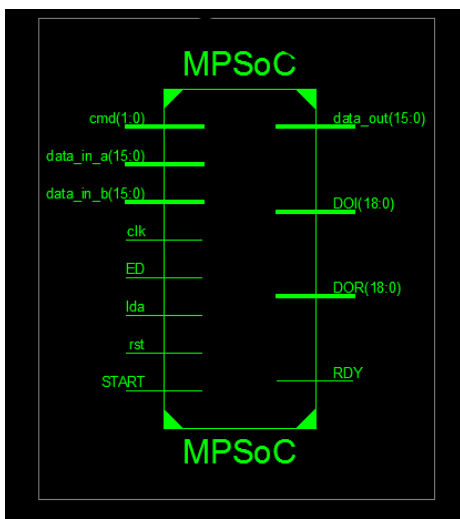 MPSoC
cmd(1:0)
data_in_a(15:0)
data_in_b(15:0)
clk
ED
lda
rst
START
data_out(15:0)
DOI(18:0)
DOR(18:0)
RDY
MPSoC